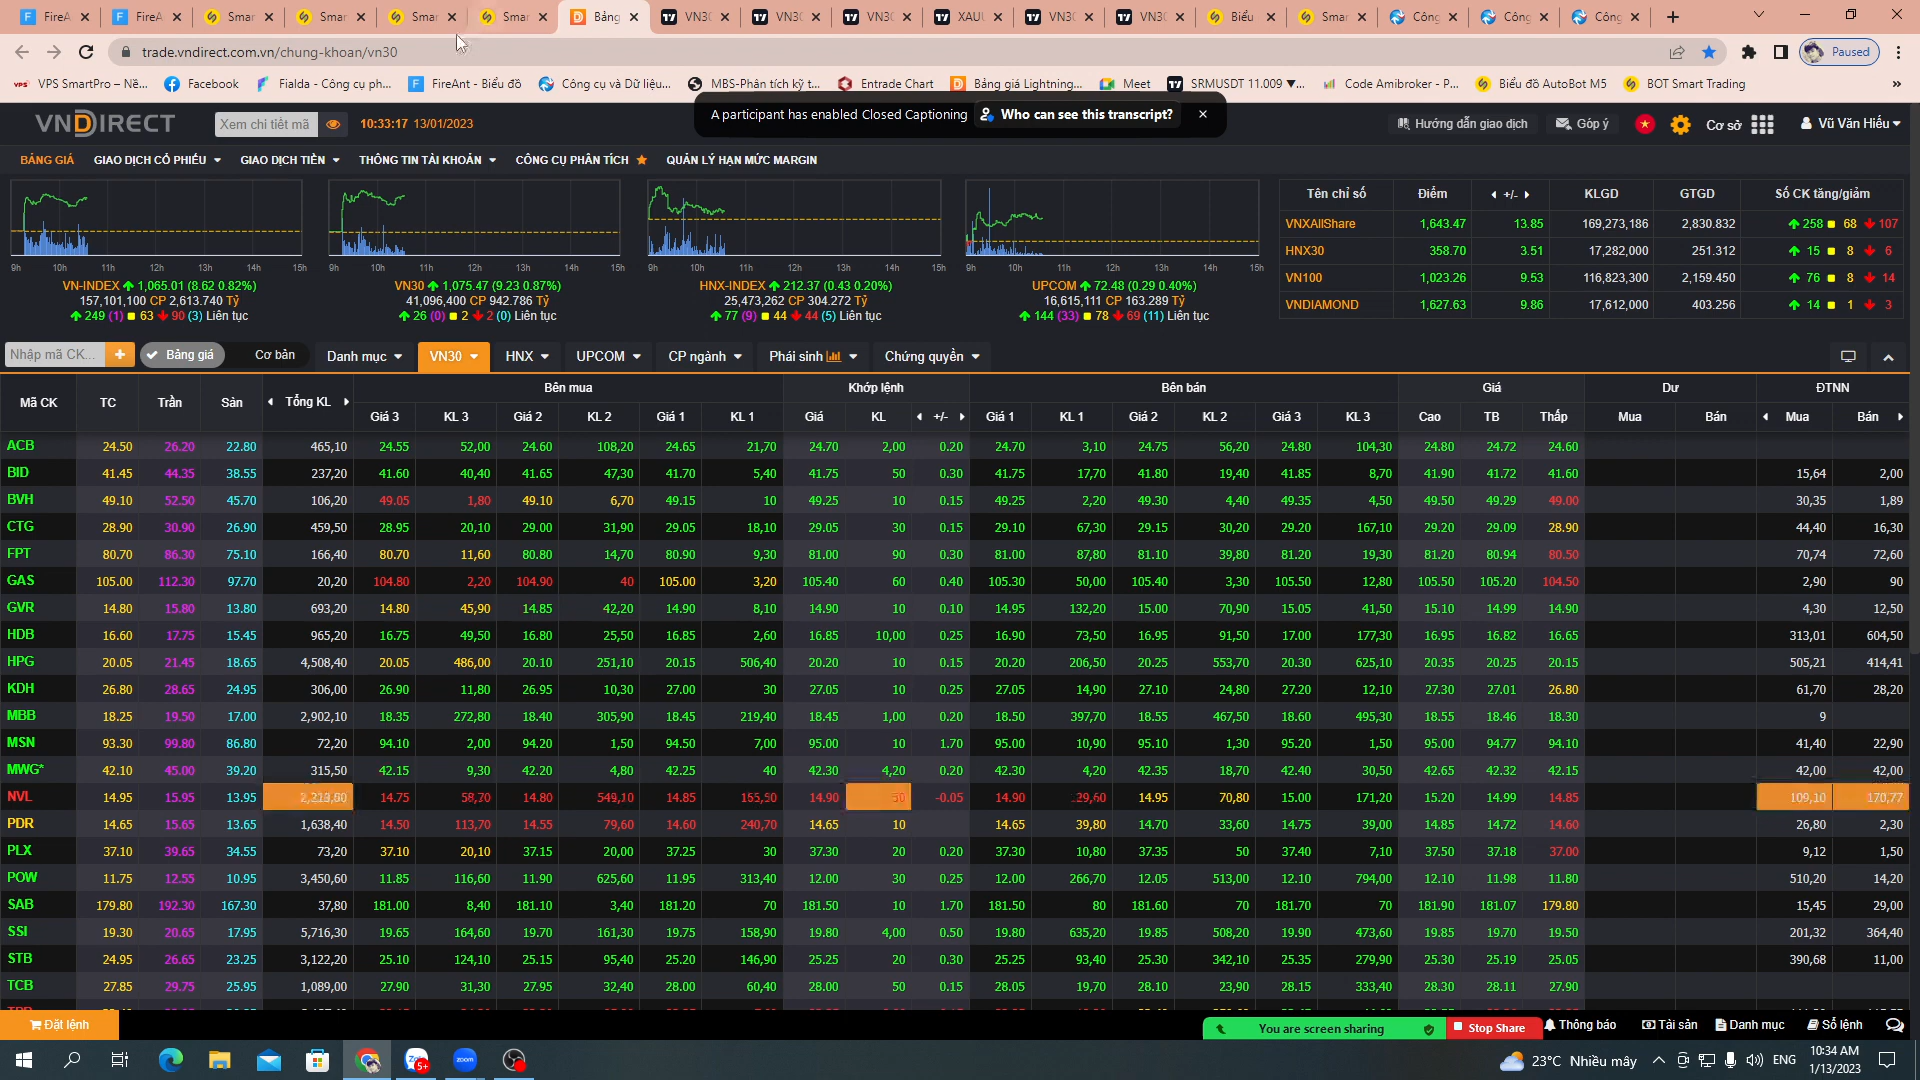 FireA FireA Smar Smar Smar Smar Bảng VN30 VN30 VN30 XAUU VN30 VN30 Biểu Smar Công Công Công
trade.vndirect.com.vn/chung-khoan/vn30 Paused
VPS SmartPro – Nề... Facebook Fialda - Công cụ ph... FireAnt - Biểu đồ Công cụ và Dữ liệu... MBS-Phân tích kỹ t... Entrade Chart Bảng giá Lightning... Meet SRMUSDT 11.009 ▼... Code Amibroker - P... Biểu đồ AutoBot M5 BOT Smart Trading »
A participant has enabled Closed Captioning Who can see this transcript?
VNDIRECT Xem chi tiết mã 10:33:17 13/01/2023 Hướng dẫn giao dịch Góp ý Cơ sở Vũ Văn Hiếu
BẢNG GIÁ GIAO DỊCH CỔ PHIẾU GIAO DỊCH TIỀN THÔNG TIN TÀI KHOẢN CÔNG CỤ PHÂN TÍCH QUẢN LÝ HẠN MỨC MARGIN
Tên chỉ số Điểm +/- KLGD GTGD Số CK tăng/giảm
VNXAllShare 1,643.47 13.85 169,273,186 2,830.832 258 68 107
HNX30 358.70 3.51 17,282,000 251.312 15 8 6
VN100 1,023.26 9.53 116,823,300 2,159.450 76 8 14
VNDIAMOND 1,627.63 9.86 17,612,000 403.256 14 1 3
9h 10h 11h 12h 13h 14h 15h 9h 10h 11h 12h 13h 14h 15h 9h 10h 11h 12h 13h 14h 15h 9h 10h 11h 12h 13h 14h 15h
VN-INDEX 1,065.01 (8.62 0.82%) VN30 1,075.47 (9.23 0.87%) HNX-INDEX 212.37 (0.43 0.20%) UPCOM 72.48 (0.29 0.40%)
157,101,100 CP 2,613.740 Tỷ 41,096,400 CP 942.786 Tỷ 25,473,262 CP 304.272 Tỷ 16,615,111 CP 163.289 Tỷ
249 (1) 63 90 (3) Liên tục 26 (0) 2 2 (0) Liên tục 77 (9) 44 44 (5) Liên tục 144 (33) 78 69 (11) Liên tục
Nhập mã CK... + Bảng giá Cơ bản Danh mục VN30 HNX UPCOM CP ngành Phái sinh Chứng quyền
Mã CK TC Trần Sàn Tổng KL Bên mua Khớp lệnh Bên bán Giá Dư ĐTNN
Giá 3 KL 3 Giá 2 KL 2 Giá 1 KL 1 Giá KL +/- Giá 1 KL 1 Giá 2 KL 2 Giá 3 KL 3 Cao TB Thấp Mua Bán Mua Bán
ACB 24.50 26.20 22.80 465,10 24.55 52,00 24.60 108,20 24.65 21,70 24.70 2,00 0.20 24.70 3,10 24.75 56,20 24.80 104,30 24.80 24.72 24.60
BID 41.45 44.35 38.55 237,20 41.60 40,40 41.65 47,30 41.70 5,40 41.75 50 0.30 41.75 17,70 41.80 19,40 41.85 8,70 41.90 41.72 41.60 15,64 2,00
BVH 49.10 52.50 45.70 106,20 49.05 1,80 49.10 6,70 49.15 10 49.25 10 0.15 49.25 2,20 49.30 4,40 49.35 4,50 49.50 49.29 49.00 30,35 1,89
CTG 28.90 30.90 26.90 459,50 28.95 20,10 29.00 31,90 29.05 18,10 29.05 30 0.15 29.10 67,30 29.15 30,20 29.20 167,10 29.20 29.09 28.90 44,40 16,30
FPT 80.70 86.30 75.10 166,40 80.70 11,60 80.80 14,70 80.90 9,30 81.00 90 0.30 81.00 87,80 81.10 39,80 81.20 19,30 81.20 80.94 80.50 70,74 72,60
GAS 105.00 112.30 97.70 20,20 104.80 2,20 104.90 40 105.00 3,20 105.40 60 0.40 105.30 50,00 105.40 3,30 105.50 12,80 105.50 105.20 104.50 2,90 90
GVR 14.80 15.80 13.80 693,20 14.80 45,90 14.85 42,20 14.90 8,10 14.90 10 0.10 14.95 132,20 15.00 70,90 15.05 41,50 15.10 14.99 14.90 4,30 12,50
HDB 16.60 17.75 15.45 965,20 16.75 49,50 16.80 25,50 16.85 2,60 16.85 10,00 0.25 16.90 73,50 16.95 91,50 17.00 177,30 16.95 16.82 16.65 313,01 604,50
HPG 20.05 21.45 18.65 4,508,40 20.05 486,00 20.10 251,10 20.15 506,40 20.20 10 0.15 20.20 206,50 20.25 553,70 20.30 625,10 20.35 20.25 20.15 505,21 414,41
KDH 26.80 28.65 24.95 306,00 26.90 11,80 26.95 10,30 27.00 30 27.05 10 0.25 27.05 14,90 27.10 24,80 27.20 12,10 27.30 27.01 26.80 61,70 28,20
MBB 18.25 19.50 17.00 2,902,10 18.35 272,80 18.40 305,90 18.45 219,40 18.45 1,00 0.20 18.50 397,70 18.55 467,50 18.60 495,30 18.55 18.46 18.30 9
MSN 93.30 99.80 86.80 72,20 94.10 2,00 94.20 1,50 94.50 7,00 95.00 10 1.70 95.00 10,90 95.10 1,30 95.20 1,50 95.00 94.77 94.10 41,40 22,90
MWG* 42.10 45.00 39.20 315,50 42.15 9,30 42.20 4,80 42.25 40 42.30 4,20 0.20 42.30 4,20 42.35 18,70 42.40 30,50 42.65 42.32 42.15 42,00 42,00
NVL 14.95 15.95 13.95 14.75 58,70 14.80 549,10 14.85 155,50 14.90 50 -0.05 14.90 129,60 14.95 70,80 15.00 171,20 15.20 14.99 14.85 109,10 170,77
PDR 14.65 15.65 13.65 1,638,40 14.50 113,70 14.55 79,60 14.60 240,70 14.65 10 14.65 39,80 14.70 33,60 14.75 39,00 14.85 14.72 14.60 26,80 2,30
PLX 37.10 39.65 34.55 73,20 37.10 20,10 37.15 20,00 37.25 30 37.30 20 0.20 37.30 10,80 37.35 50 37.40 7,10 37.50 37.18 37.00 9,12 1,50
POW 11.75 12.55 10.95 3,450,60 11.85 116,60 11.90 625,60 11.95 313,40 12.00 30 0.25 12.00 266,70 12.05 513,00 12.10 794,00 12.10 11.98 11.80 510,20 14,20
SAB 179.80 192.30 167.30 37,80 181.00 8,40 181.10 3,40 181.20 70 181.50 10 1.70 181.50 80 181.60 70 181.70 70 181.90 181.07 179.80 15,45 29,00
SSI 19.30 20.65 17.95 5,716,30 19.65 164,60 19.70 161,30 19.75 158,90 19.80 4,00 0.50 19.80 635,20 19.85 508,20 19.90 473,60 19.85 19.70 19.50 201,32 364,40
STB 24.95 26.65 23.25 3,122,20 25.10 124,10 25.15 95,40 25.20 146,90 25.25 20 0.30 25.25 93,40 25.30 342,10 25.35 279,90 25.30 25.19 25.05 390,68 11,00
TCB 27.85 29.75 25.95 1,089,00 27.90 31,30 27.95 32,40 28.00 60,40 28.00 50 0.15 28.05 19,70 28.10 23,90 28.15 333,40 28.30 28.11 27.90
Đặt lệnh You are screen sharing Stop Share Thông báo Tài sản Danh mục Sổ lệnh
5+ zoom 23°C Nhiều mây ENG 10:34 AM
1/13/2023